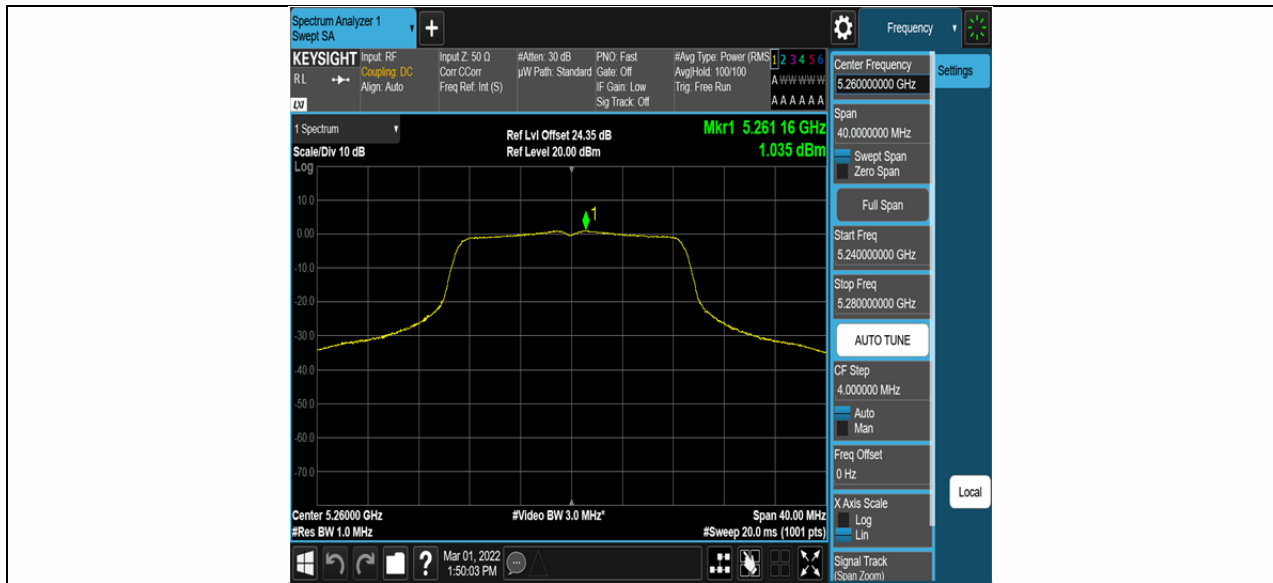 Spectrum Analyzer 1
Swept SA
+
Frequency
KEYSIGHT
RL
LXI
Input: RF
Coupling: DC
Align: Auto
Input Z: 50 Ω
Corr CCorr
Freq Ref: Int (S)
#Atten: 30 dB
µW Path: Standard
PNO: Fast
Gate: Off
IF Gain: Low
Sig Track: Off
#Avg Type: Power (RMS
Avg|Hold: 100/100
Trig: Free Run
1 2 3 4 5 6
A W W W W W
A A A A A A
1 Spectrum
Scale/Div 10 dB
Log
Ref Lvl Offset 24.35 dB
Ref Level 20.00 dBm
Mkr1 5.261 16 GHz
1.035 dBm
1
10.0
0.00
-10.0
-20.0
-30.0
-40.0
-50.0
-60.0
-70.0
Center 5.26000 GHz
#Res BW 1.0 MHz
#Video BW 3.0 MHz*
Span 40.00 MHz
#Sweep 20.0 ms (1001 pts)
?
Mar 01, 2022
1:50:03 PM
Center Frequency
5.260000000 GHz
Settings
Span
40.0000000 MHz
Swept Span
Zero Span
Full Span
Start Freq
5.240000000 GHz
Stop Freq
5.280000000 GHz
AUTO TUNE
CF Step
4.000000 MHz
Auto
Man
Freq Offset
0 Hz
X Axis Scale
Log
Lin
Local
Signal Track
(Span Zoom)